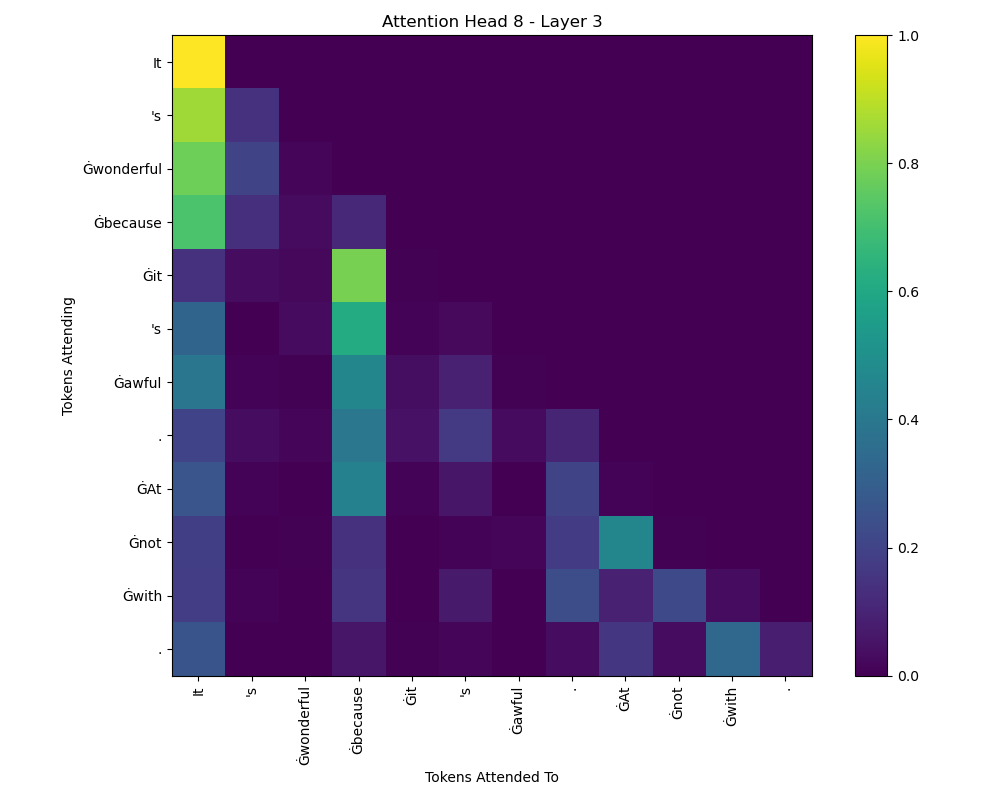 Attention Head 8 - Layer 3
It
's
Ġwonderful
Ġbecause
Ġit
's
Ġawful
.
ĠAt
Ġnot
Ġwith
.
Tokens Attending
It
's
Ġwonderful
Ġbecause
Ġit
's
Ġawful
.
ĠAt
Ġnot
Ġwith
.
Tokens Attended To
1.0
0.8
0.6
0.4
0.2
0.0